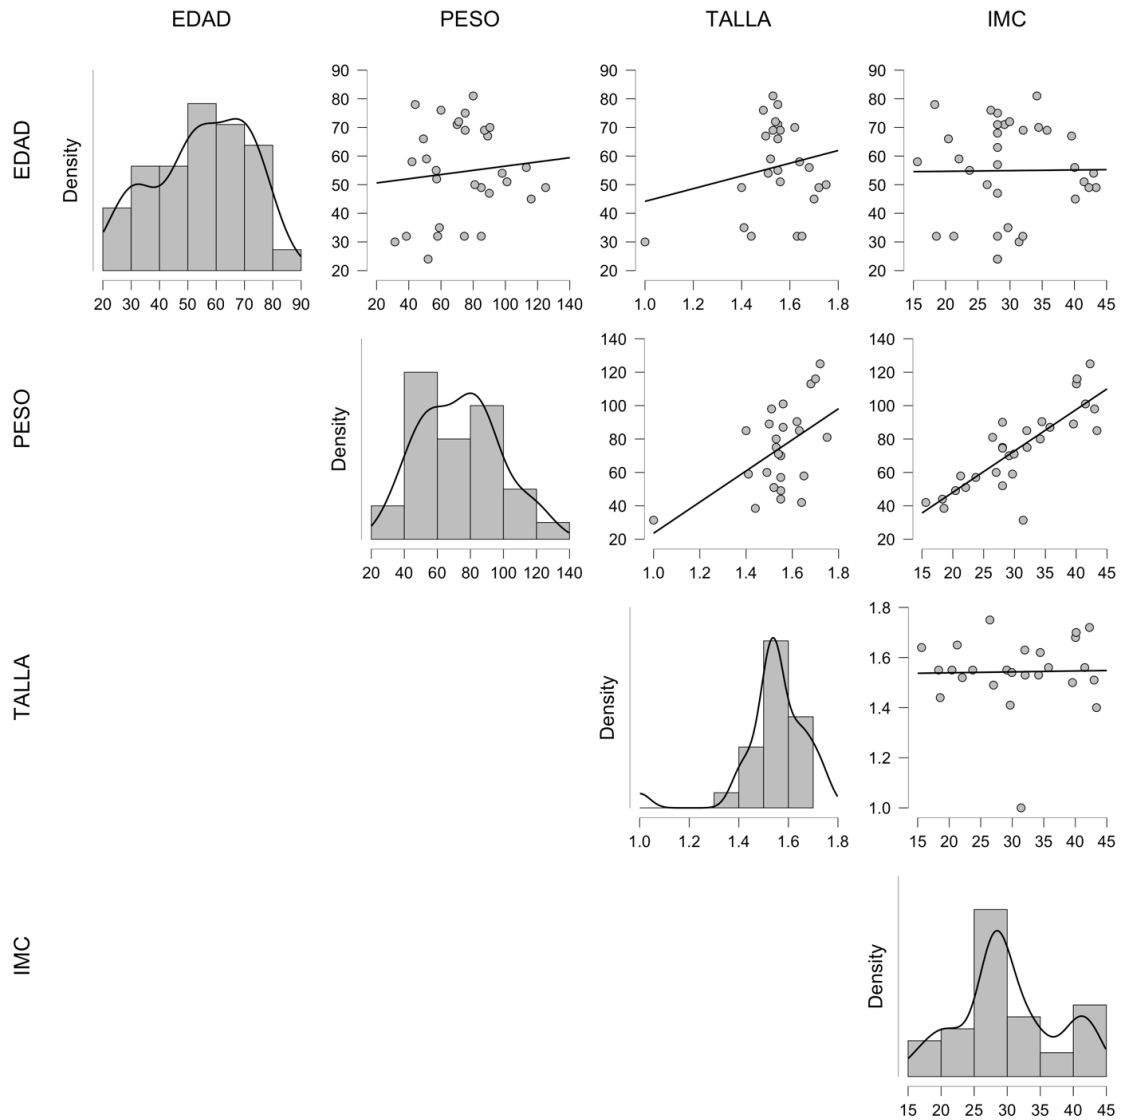 EDAD PESO TALLA IMC
EDAD
Density
20 30 40 50 60 70 80 90
90 80 70 60 50 40 30 20
20 40 60 80 100 120 140
90 80 70 60 50 40 30 20
1.0 1.2 1.4 1.6 1.8
90 80 70 60 50 40 30 20
15 20 25 30 35 40 45
PESO
Density
20 40 60 80 100 120 140
140 120 100 80 60 40 20
1.0 1.2 1.4 1.6 1.8
140 120 100 80 60 40 20
15 20 25 30 35 40 45
TALLA
Density
1.0 1.2 1.4 1.6 1.8
1.8 1.6 1.4 1.2 1.0
15 20 25 30 35 40 45
IMC
Density
15 20 25 30 35 40 45